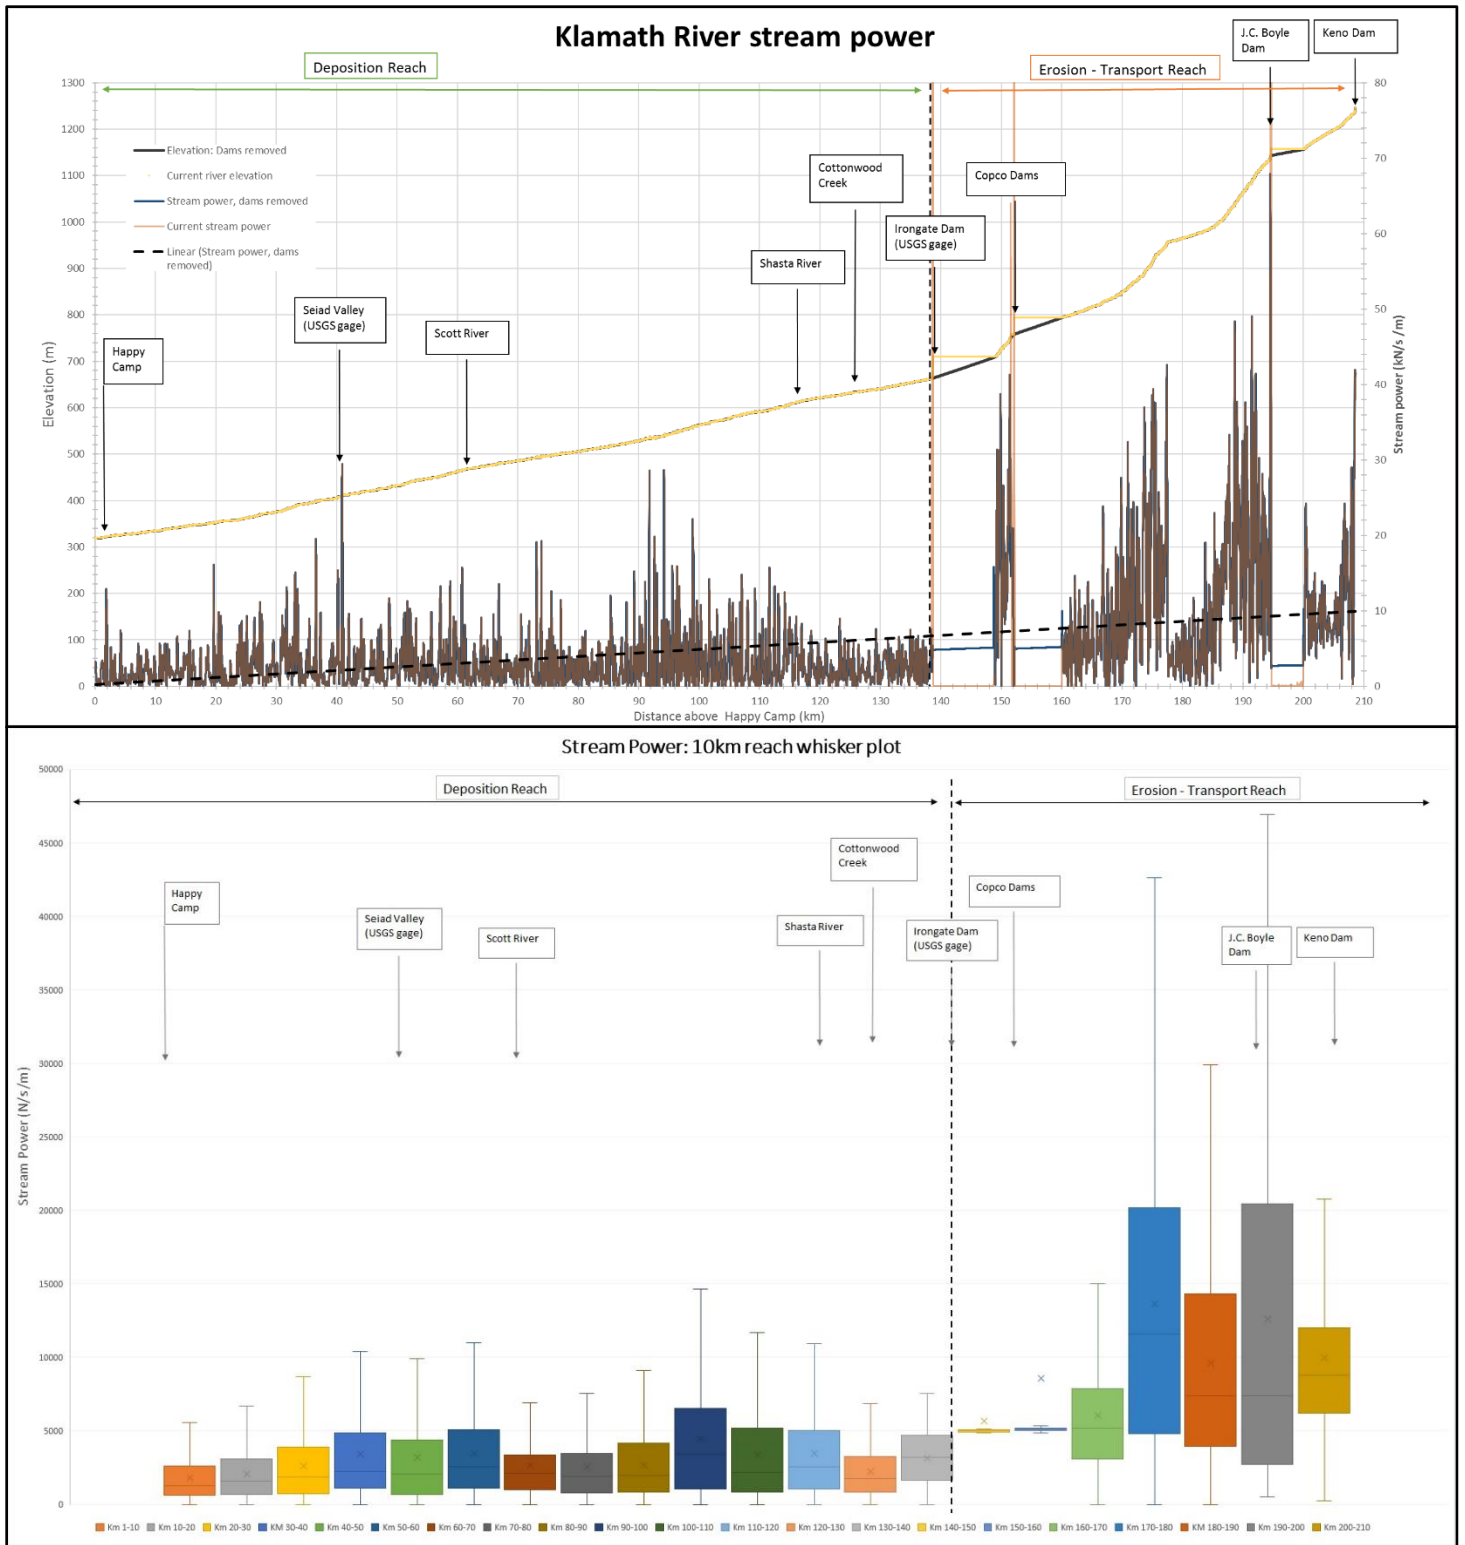 Klamath River stream power
J.C. Boyle
Dam
Keno Dam
Deposition Reach
Erosion - Transport Reach
1300
1200
1100
1000
900
800
700
600
500
400
300
200
100
0
Elevation (m)
80
70
60
50
40
30
20
10
0
Stream power (kN/s /m)
Elevation: Dams removed
Current river elevation
Stream power, dams removed
Current stream power
Linear (Stream power, dams
removed)
Happy
Camp
Seiad Valley
(USGS gage)
Scott River
Shasta River
Cottonwood
Creek
Irongate Dam
(USGS gage)
Copco Dams
0 10 20 30 40 50 60 70 80 90 100 110 120 130 140 150 160 170 180 190 200 210
Distance above Happy Camp (km)
Stream Power: 10km reach whisker plot
50000
45000
40000
35000
30000
25000
20000
15000
10000
5000
0
Stream Power (N/s/m)
Deposition Reach
Erosion - Transport Reach
Happy
Camp
Seiad Valley
(USGS gage)
Scott River
Shasta River
Cottonwood
Creek
Irongate Dam
(USGS gage)
Copco Dams
J.C. Boyle
Dam
Keno Dam
Km 1-10 Km 10-20 Km 20-30 KM 30-40 Km 40-50 Km 50-60 Km 60-70 Km 70-80 Km 80-90 Km 90-100 Km 100-110 Km 110-120 Km 120-130 Km 130-140 Km 140-150 Km 150-160 Km 160-170 Km 170-180 KM 180-190 Km 190-200 Km 200-210